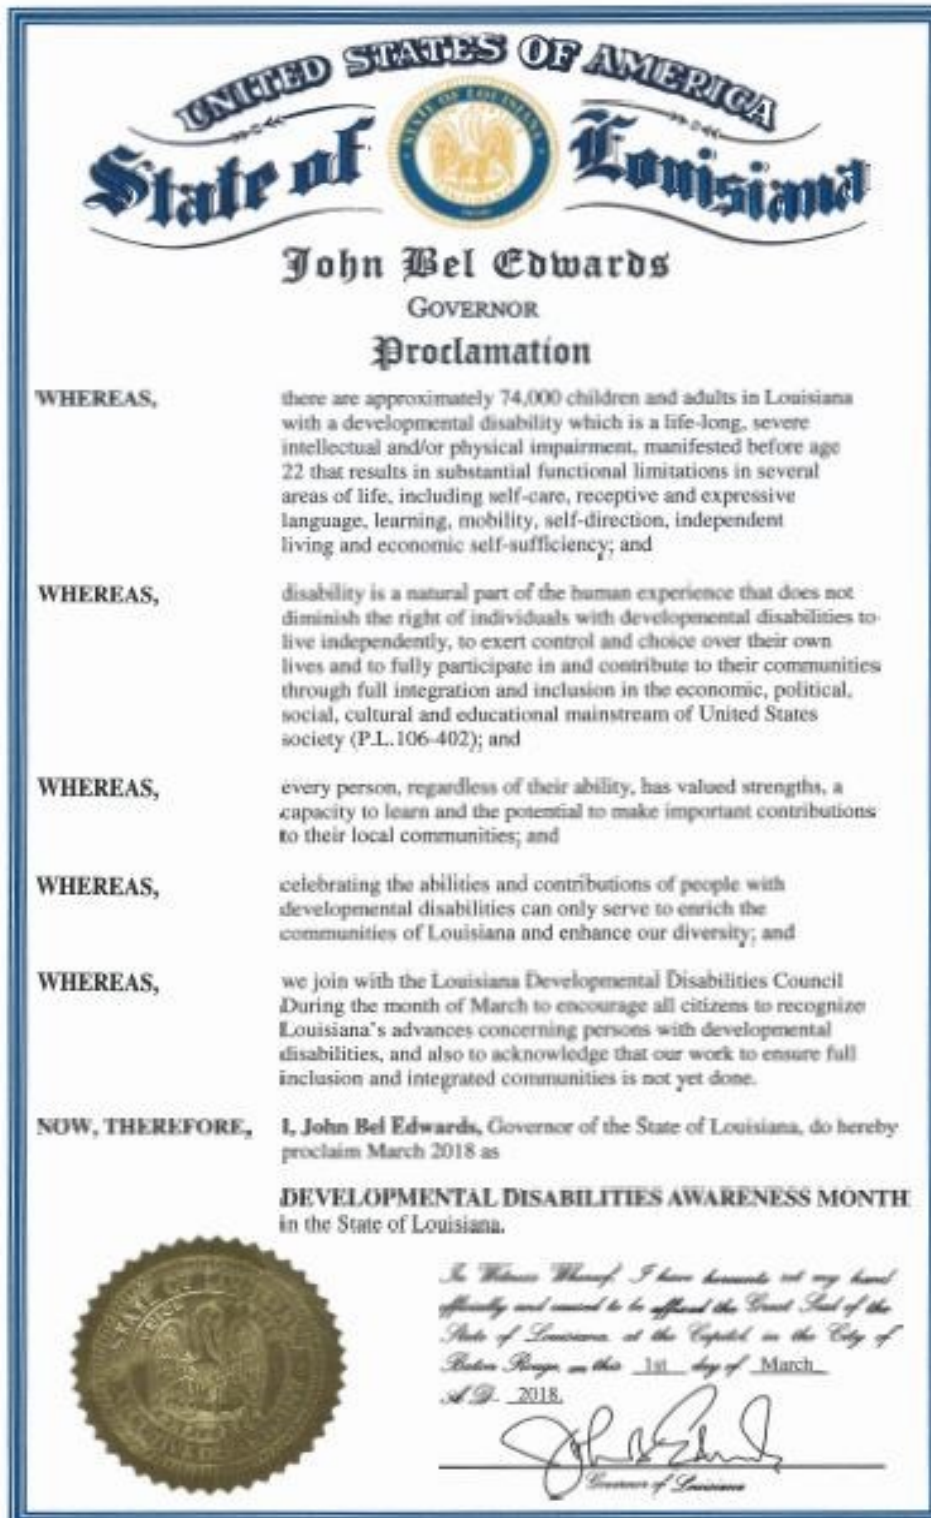 UNITED STATES OF AMERICA
State of Louisiana
STATE OF LOUISIANA
John Bel Edwards
GOVERNOR
Proclamation
WHEREAS, there are approximately 74,000 children and adults in Louisiana
with a developmental disability which is a life-long, severe
intellectual and/or physical impairment, manifested before age
22 that results in substantial functional limitations in several
areas of life, including self-care, receptive and expressive
language, learning, mobility, self-direction, independent
living and economic self-sufficiency; and
WHEREAS, disability is a natural part of the human experience that does not
diminish the right of individuals with developmental disabilities to
live independently, to exert control and choice over their own
lives and to fully participate in and contribute to their communities
through full integration and inclusion in the economic, political,
social, cultural and educational mainstream of United States
society (P.L.106-402); and
WHEREAS, every person, regardless of their ability, has valued strengths, a
capacity to learn and the potential to make important contributions
to their local communities; and
WHEREAS, celebrating the abilities and contributions of people with
developmental disabilities can only serve to enrich the
communities of Louisiana and enhance our diversity; and
WHEREAS, we join with the Louisiana Developmental Disabilities Council
During the month of March to encourage all citizens to recognize
Louisiana's advances concerning persons with developmental
disabilities, and also to acknowledge that our work to ensure full
inclusion and integrated communities is not yet done.
NOW, THEREFORE, I, John Bel Edwards, Governor of the State of Louisiana, do hereby
proclaim March 2018 as
DEVELOPMENTAL DISABILITIES AWARENESS MONTH
in the State of Louisiana.
In Witness Whereof, I have hereunto set my hand
officially and caused to be affixed the Great Seal of the
State of Louisiana at the Capitol in the City of
Baton Rouge, on this 1st day of March
A.D. 2018.
John B Edwards
Governor of Louisiana